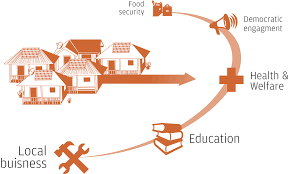 Food
security
Democratic
engagment
Health &
Welfare
Education
Local
buisness